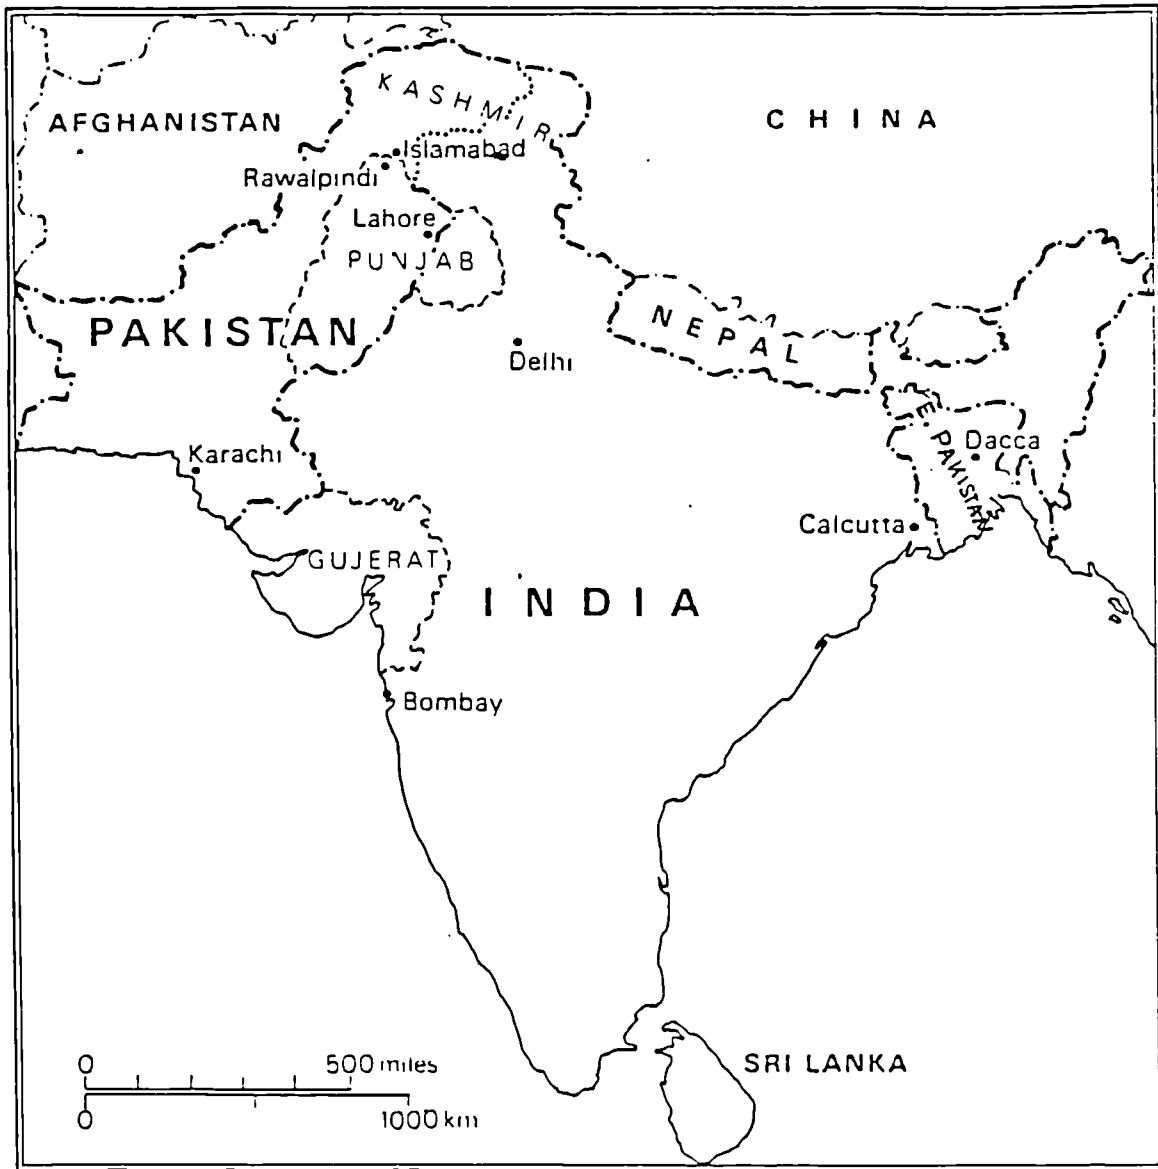 KASHMIR
AFGHANISTAN
CHINA
Islamabad
Rawalpindi
Lahore
PUNJAB
PAKISTAN
NEPAL
Delhi
E. PAKISTAN
Dacca
Karachi
Calcutta
GUJERAT
INDIA
Bombay
SRI LANKA
0 500 miles
0 1000 km